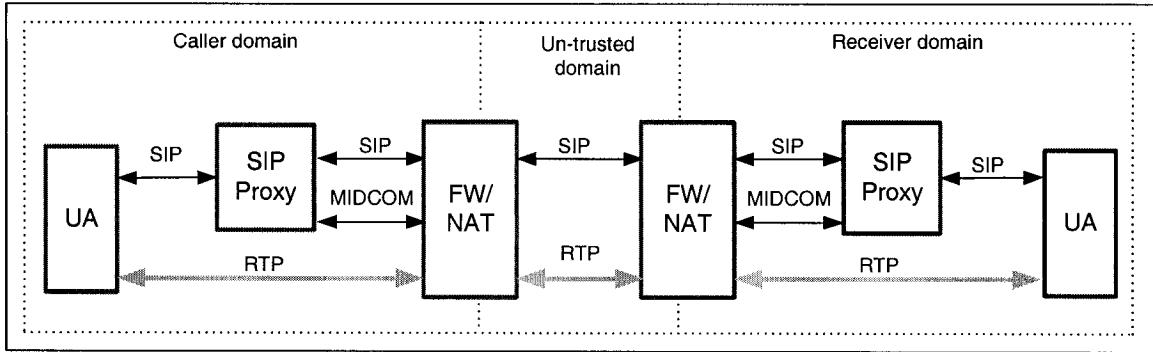 Caller domain
Un-trusted
domain
Receiver domain
SIP
SIP
SIP
SIP
SIP
UA
SIP
Proxy
MIDCOM
FW/
NAT
FW/
NAT
MIDCOM
SIP
Proxy
UA
RTP
RTP
RTP